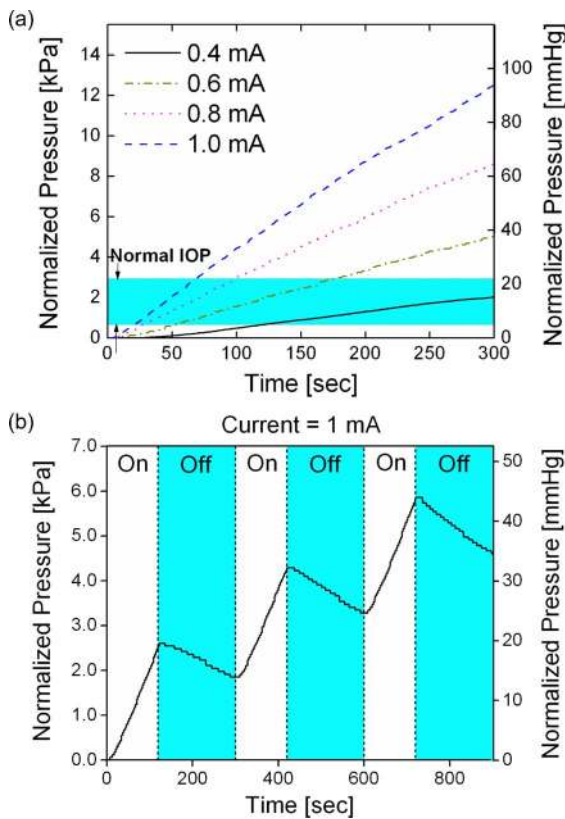 (a)
Normalized Pressure [kPa]
14
12
10
8
6
4
2
0
0.4 mA
0.6 mA
0.8 mA
1.0 mA
Normal IOP
100
80
60
40
20
0
Normalized Pressure [mmHg]
0 50 100 150 200 250 300
Time [sec]
(b)
Current = 1 mA
Normalized Pressure [kPa]
7.0
6.0
5.0
4.0
3.0
2.0
1.0
0.0
On Off On Off On Off
50
40
30
20
10
0
Normalized Pressure [mmHg]
0 200 400 600 800
Time [sec]